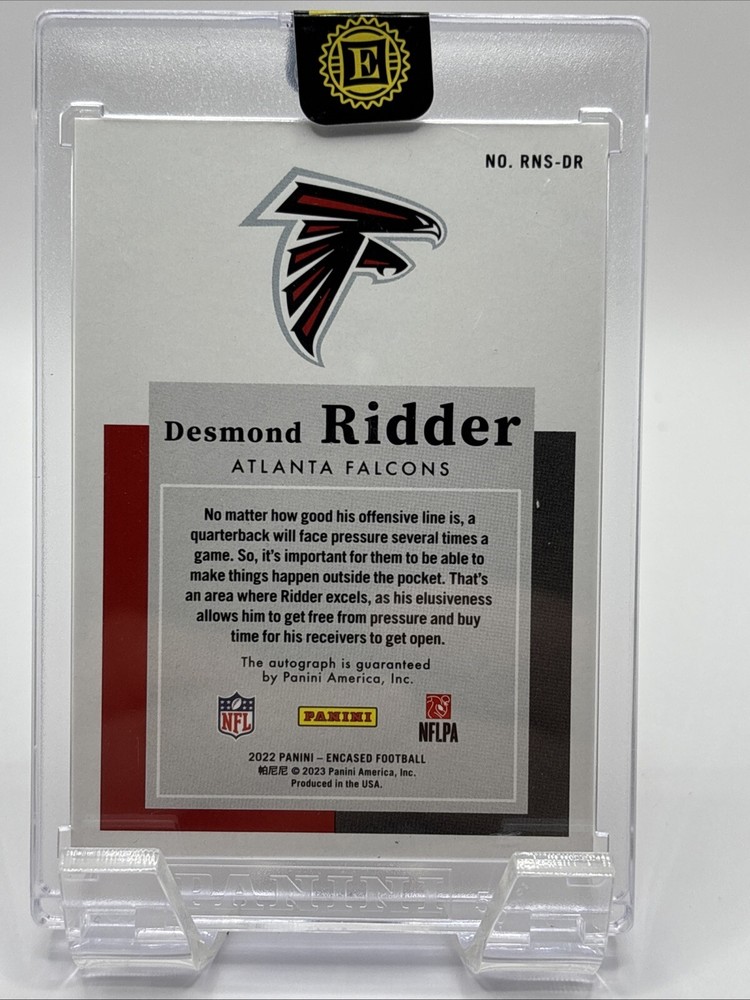 E
NO. RNS-DR
Desmond Ridder
ATLANTA FALCONS
No matter how good his offensive line is, a
quarterback will face pressure several times a
game. So, it's important for them to be able to
make things happen outside the pocket. That's
an area where Ridder excels, as his elusiveness
allows him to get free from pressure and buy
time for his receivers to get open.
The autograph is guaranteed
by Panini America, Inc.
NFL
PANINI
NFLPA
2022 PANINI – ENCASED FOOTBALL
帕尼尼 © 2023 Panini America, Inc.
Produced in the USA.
PANINI